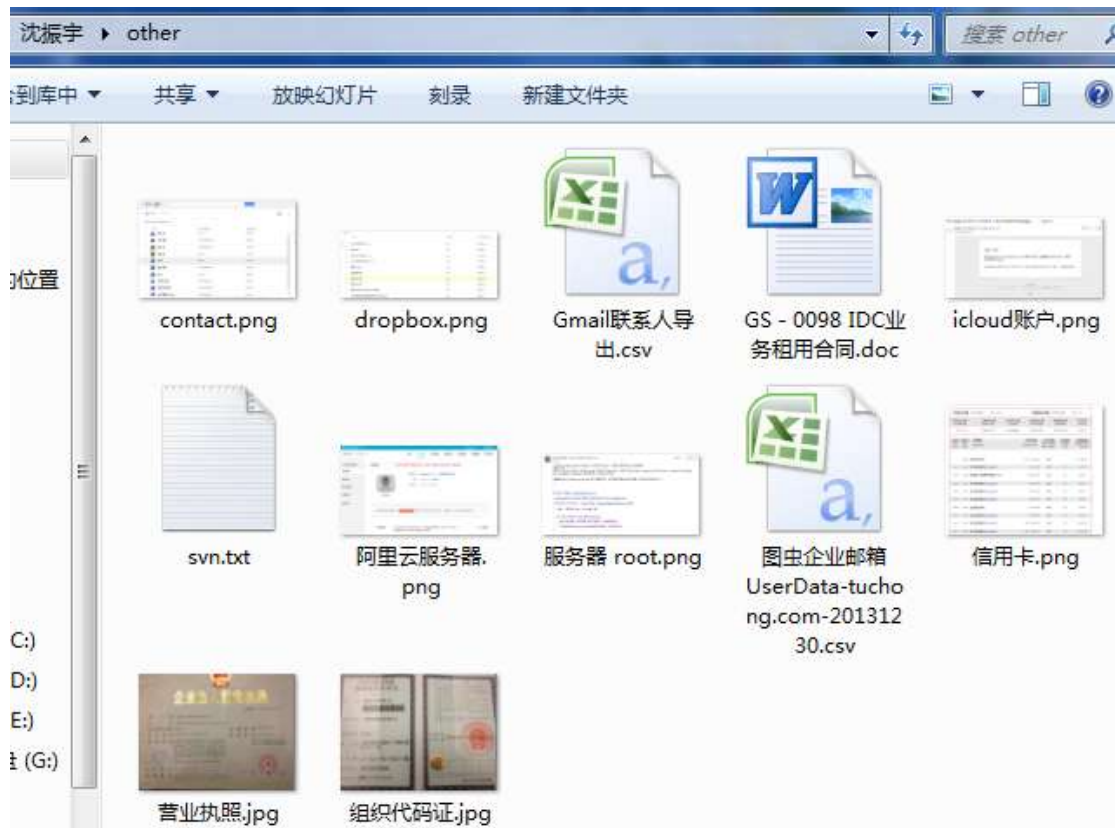 沈振宇 ▸ other
搜索 other
到库中
共享
放映幻灯片
刻录
新建文件夹
的位置
C:)
D:)
E:)
(G:)
contact.png
dropbox.png
Gmail联系人导
出.csv
GS - 0098 IDC业
务租用合同.doc
icloud账户.png
svn.txt
阿里云服务器.
png
服务器 root.png
图虫企业邮箱
UserData-tucho
ng.com-201312
30.csv
信用卡.png
营业执照.jpg
组织代码证.jpg